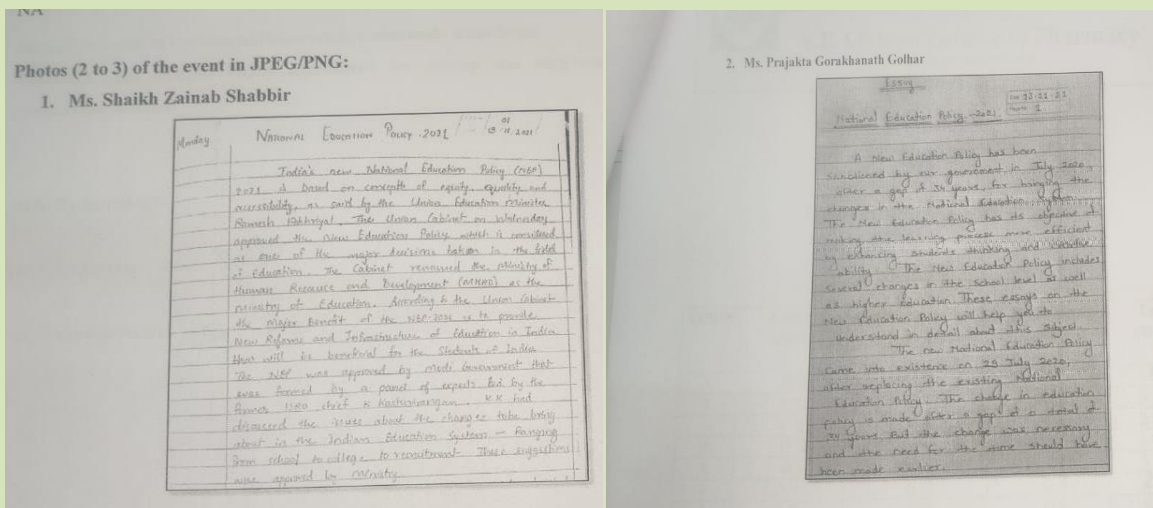 NA
Photos (2 to 3) of the event in JPEG/PNG:
1. Ms. Shaikh Zainab Shabbir
Monday
NATIONAL EDUCATION POLICY - 2021
01
India's new National Education Policy (NEP)
2021 is based on concepts of equity, equality and
accessibility, as said by the Union Education Minister
Ramesh Pokhriyal. The Union Cabinet on Wednesday
approved the New Education Policy which is considered
as one of the major decisions taken in the field
of Education. The Cabinet renamed the Ministry of
Human Resource and Development (MHRD) as the
Ministry of Education. According to the Union Cabinet
the major benefit of the NEP-2021 is to provide
New Reforms and Infrastructure of Education in India
that will be beneficial for the Students of India
The NEP was approved by Modi Government that
was formed by a panel of experts led by the
former ISRO chief K Kasturirangan. KK had
discussed the issues about the changes to be bring
about in the Indian Education System - Ranging
from school to college to recruitment These suggestions
was approved by Ministry
2. Ms. Prajakta Gorakhanath Golhar
Essay
National Education Policy - 2021
A New Education Policy has been
Sanctioned by our government in July 2020,
after a gap of 34 years, for bringing the
changes in the National Education
The New Education Policy has its objective of
making the learning process more efficient
by enhancing students thinking and
ability. The New Education Policy includes
several changes in the school level as well
as higher education. These essays on the
New Education Policy will help you to
understand in detail about this subject.
The new National Education Policy
came into existence on 29 July 2020,
after replacing the existing National
Education Policy. The change in education
policy is made after a gap of a total of
34 years. But the change was necessary
and the need for the time should have
been made earlier.